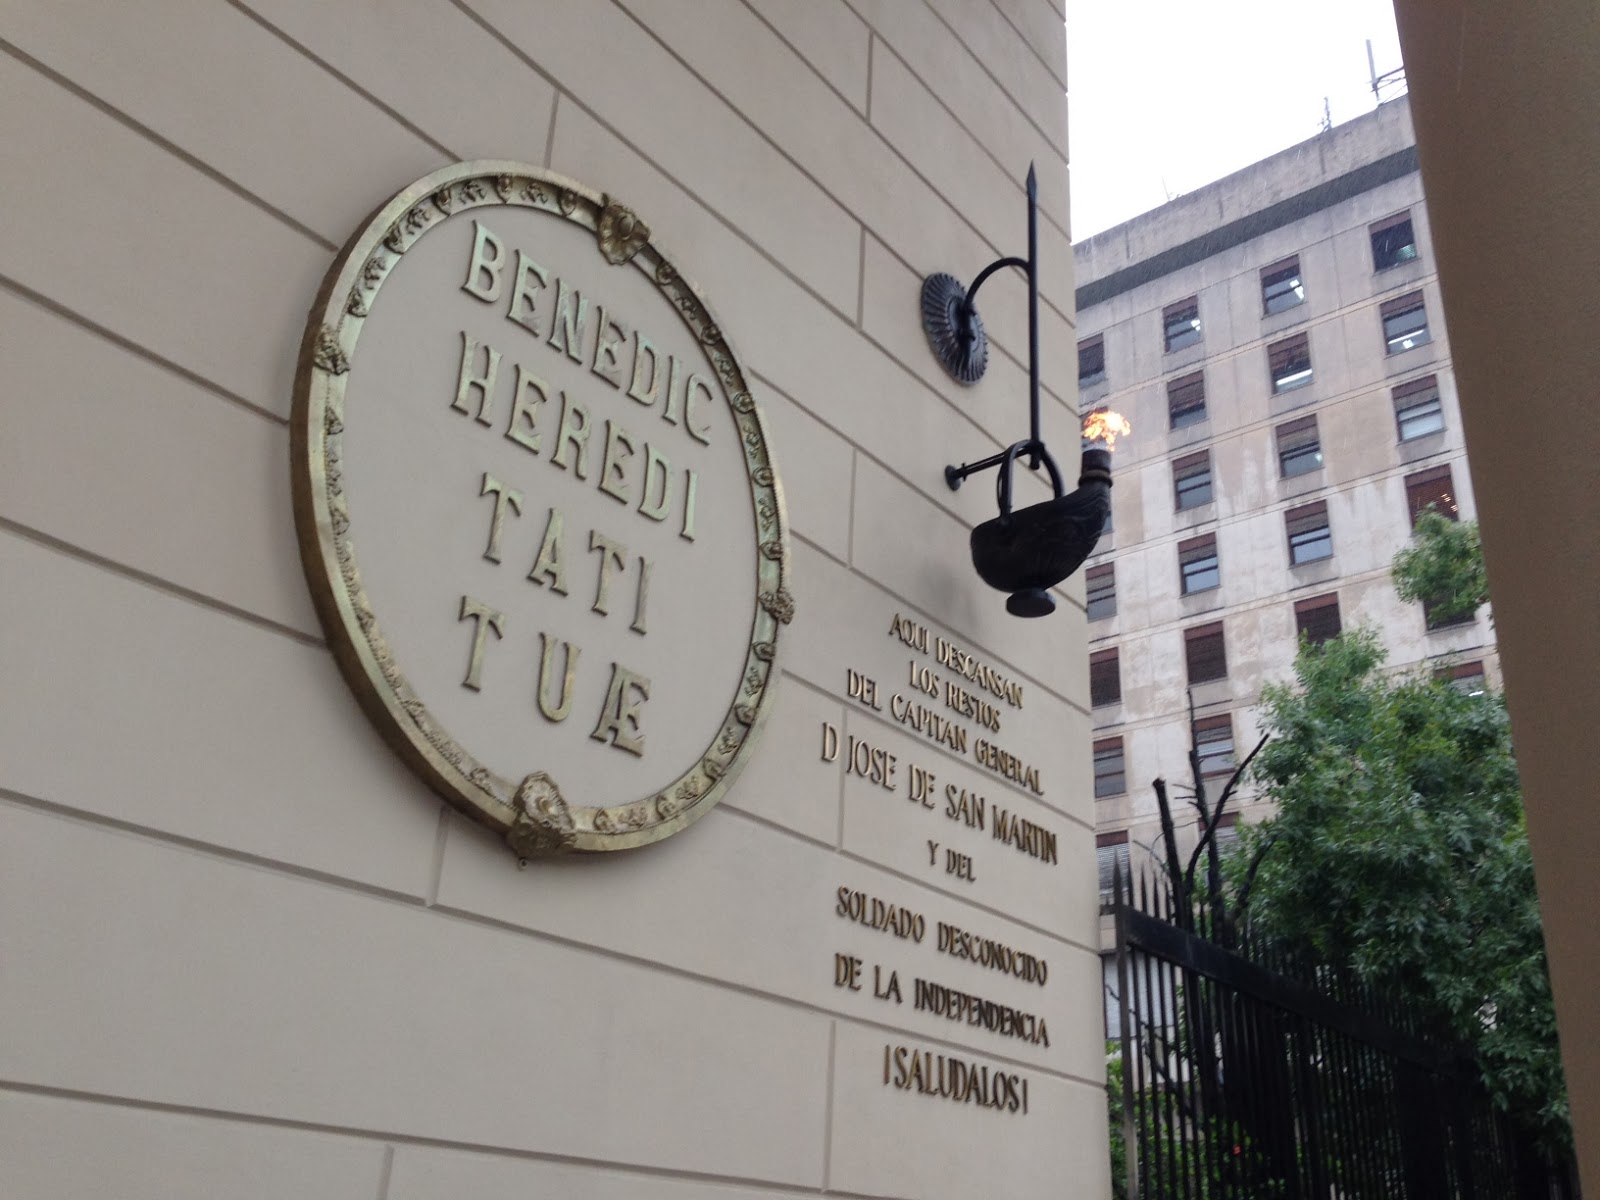 BENEDIC
HEREDI
TATI
TUÆ
AQUI DESCANSAN
LOS RESTOS
DEL CAPITAN GENERAL
D JOSE DE SAN MARTIN
Y DEL
SOLDADO DESCONOCIDO
DE LA INDEPENDENCIA
¡SALUDALOS!